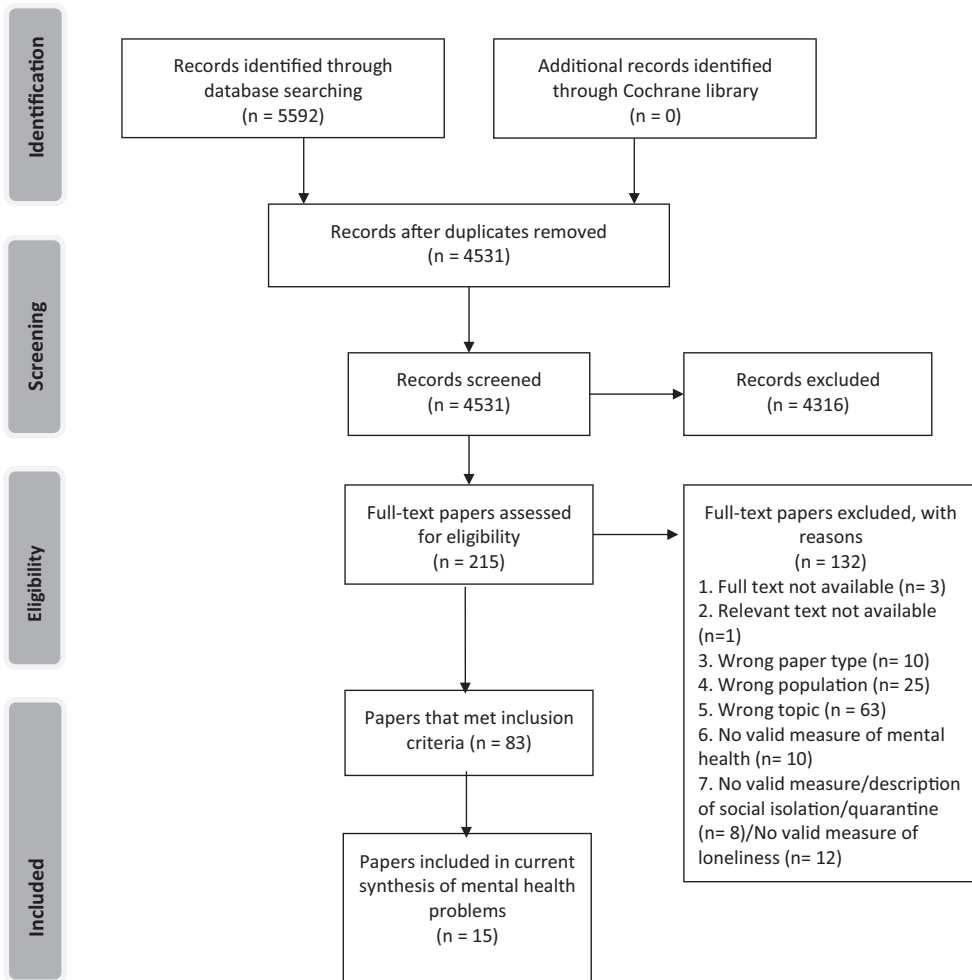 Identification
Records identified through
database searching
(n = 5592)
Additional records identified
through Cochrane library
(n = 0)
Records after duplicates removed
(n = 4531)
Screening
Records screened
(n = 4531)
Records excluded
(n = 4316)
Eligibility
Full-text papers assessed
for eligibility
(n = 215)
Full-text papers excluded, with
reasons
(n = 132)
1. Full text not available (n= 3)
2. Relevant text not available
(n=1)
3. Wrong paper type (n= 10)
4. Wrong population (n= 25)
5. Wrong topic (n = 63)
6. No valid measure of mental
health (n= 10)
7. No valid measure/description
of social isolation/quarantine
(n= 8)/No valid measure of
loneliness (n= 12)
Included
Papers that met inclusion
criteria (n = 83)
Papers included in current
synthesis of mental health
problems
(n = 15)